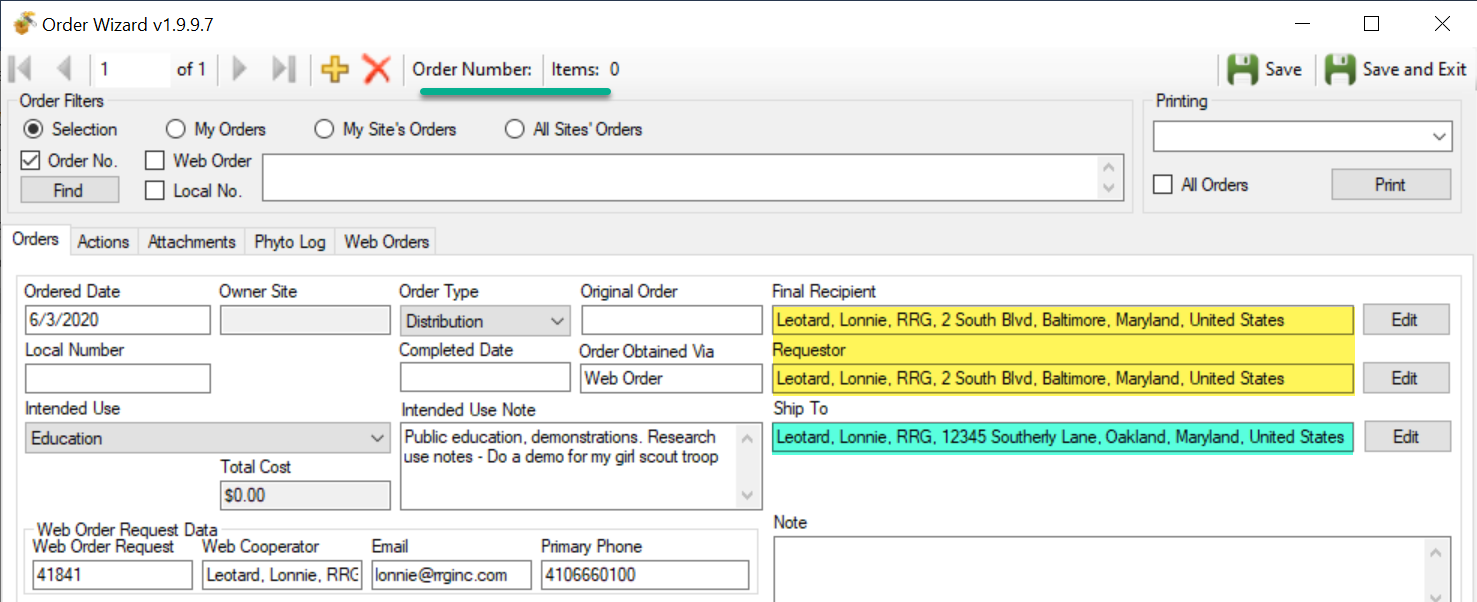 Order Wizard v1.9.9.7
1 of 1 Order Number: Items: 0 Save Save and Exit
Order Filters Printing
Selection My Orders My Site's Orders All Sites' Orders
Order No. Web Order
Find Local No. All Orders Print
Orders Actions Attachments Phyto Log Web Orders
Ordered Date Owner Site Order Type Original Order Final Recipient
6/3/2020 Distribution Leotard, Lonnie, RRG, 2 South Blvd, Baltimore, Maryland, United States Edit
Local Number Completed Date Order Obtained Via Requestor
Web Order Leotard, Lonnie, RRG, 2 South Blvd, Baltimore, Maryland, United States Edit
Intended Use Intended Use Note Ship To
Education Public education, demonstrations. Research Leotard, Lonnie, RRG, 12345 Southerly Lane, Oakland, Maryland, United States Edit
use notes - Do a demo for my girl scout troop
Total Cost
$0.00
Web Order Request Data Note
Web Order Request Web Cooperator Email Primary Phone
41841 Leotard, Lonnie, RRG lonnie@rrginc.com 4106660100